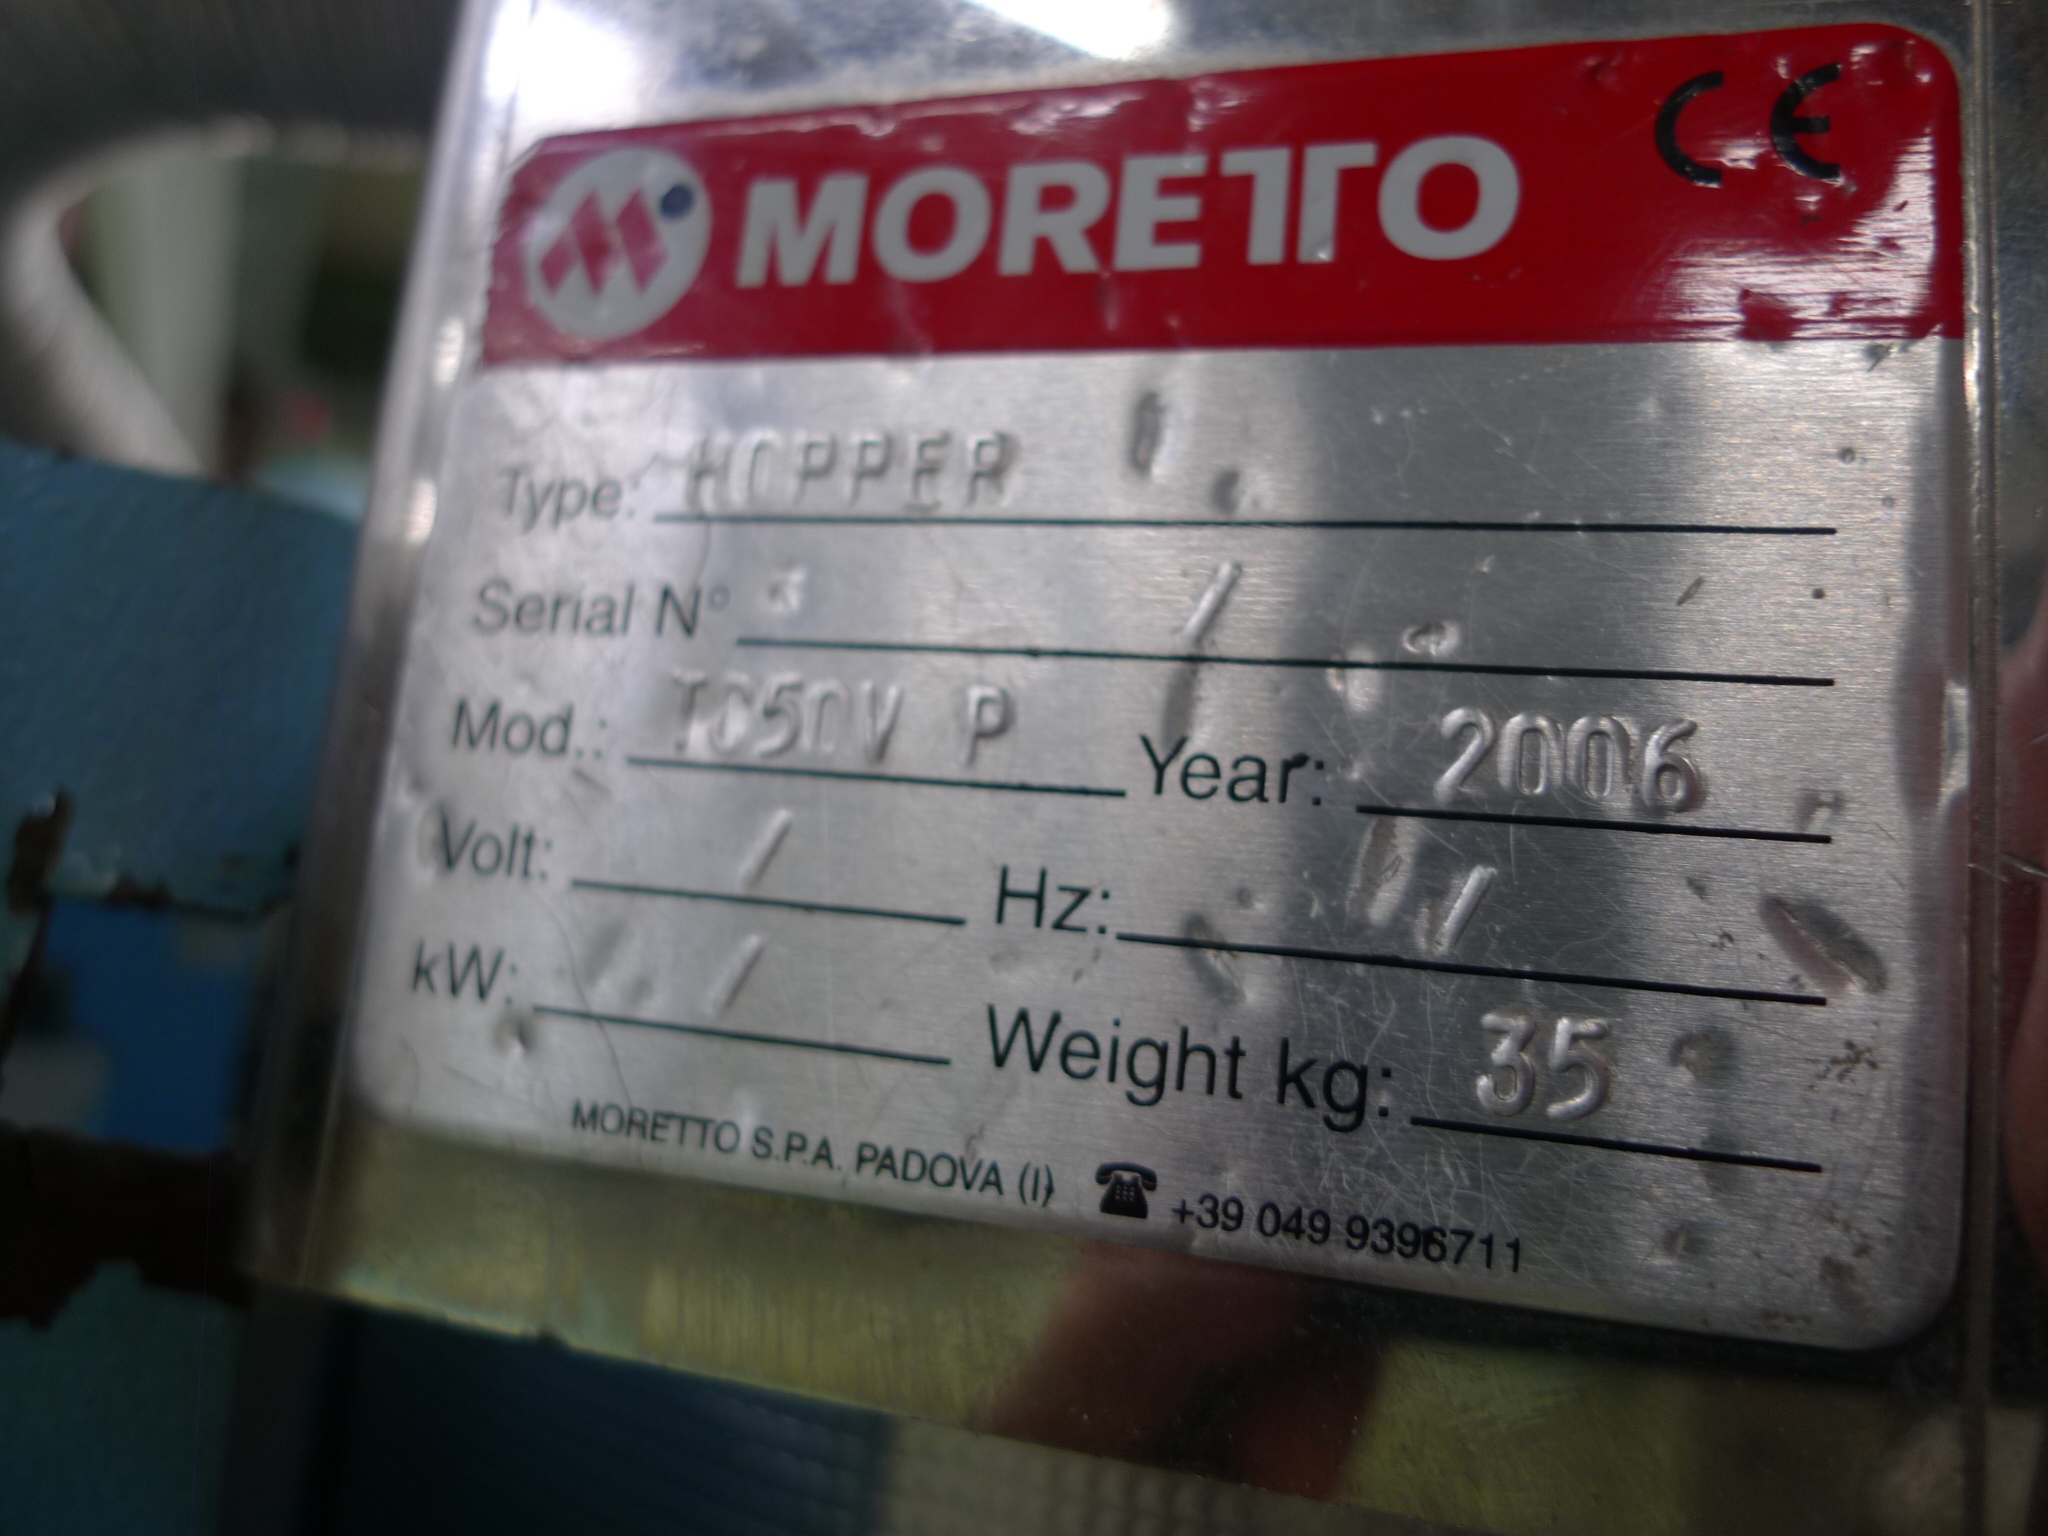 MORETTO CE
Type: HOPPER
Serial N° /
Mod.: TC50V P Year: 2006
Volt: / Hz: /
kW: / Weight kg: 35
MORETTO S.P.A. PADOVA (I) +39 049 9396711